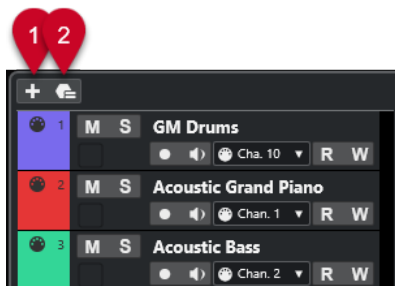 1 2
1 M S GM Drums
Cha. 10 R W
2 M S Acoustic Grand Piano
Chan. 1 R W
3 M S Acoustic Bass
Chan. 2 R W